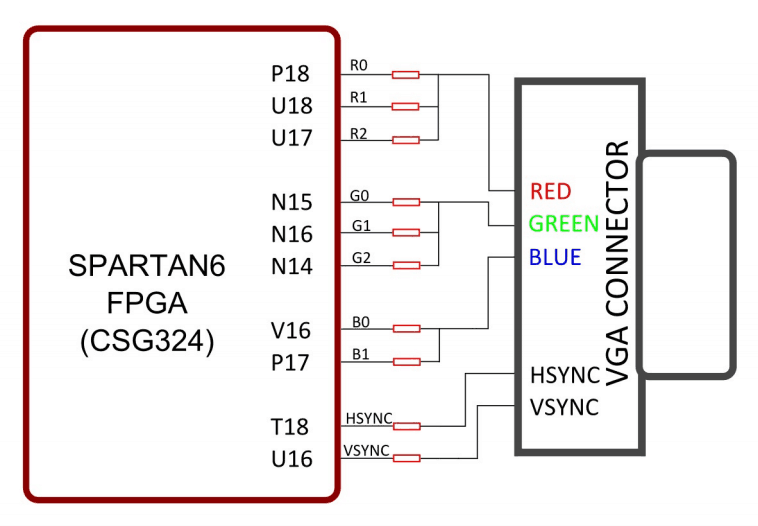 P18 R0
U18 R1
U17 R2
N15 G0
N16 G1
N14 G2
V16 B0
P17 B1
T18 HSYNC
U16 VSYNC
SPARTAN6
FPGA
(CSG324)
RED
GREEN
BLUE
HSYNC
VSYNC
VGA CONNECTOR